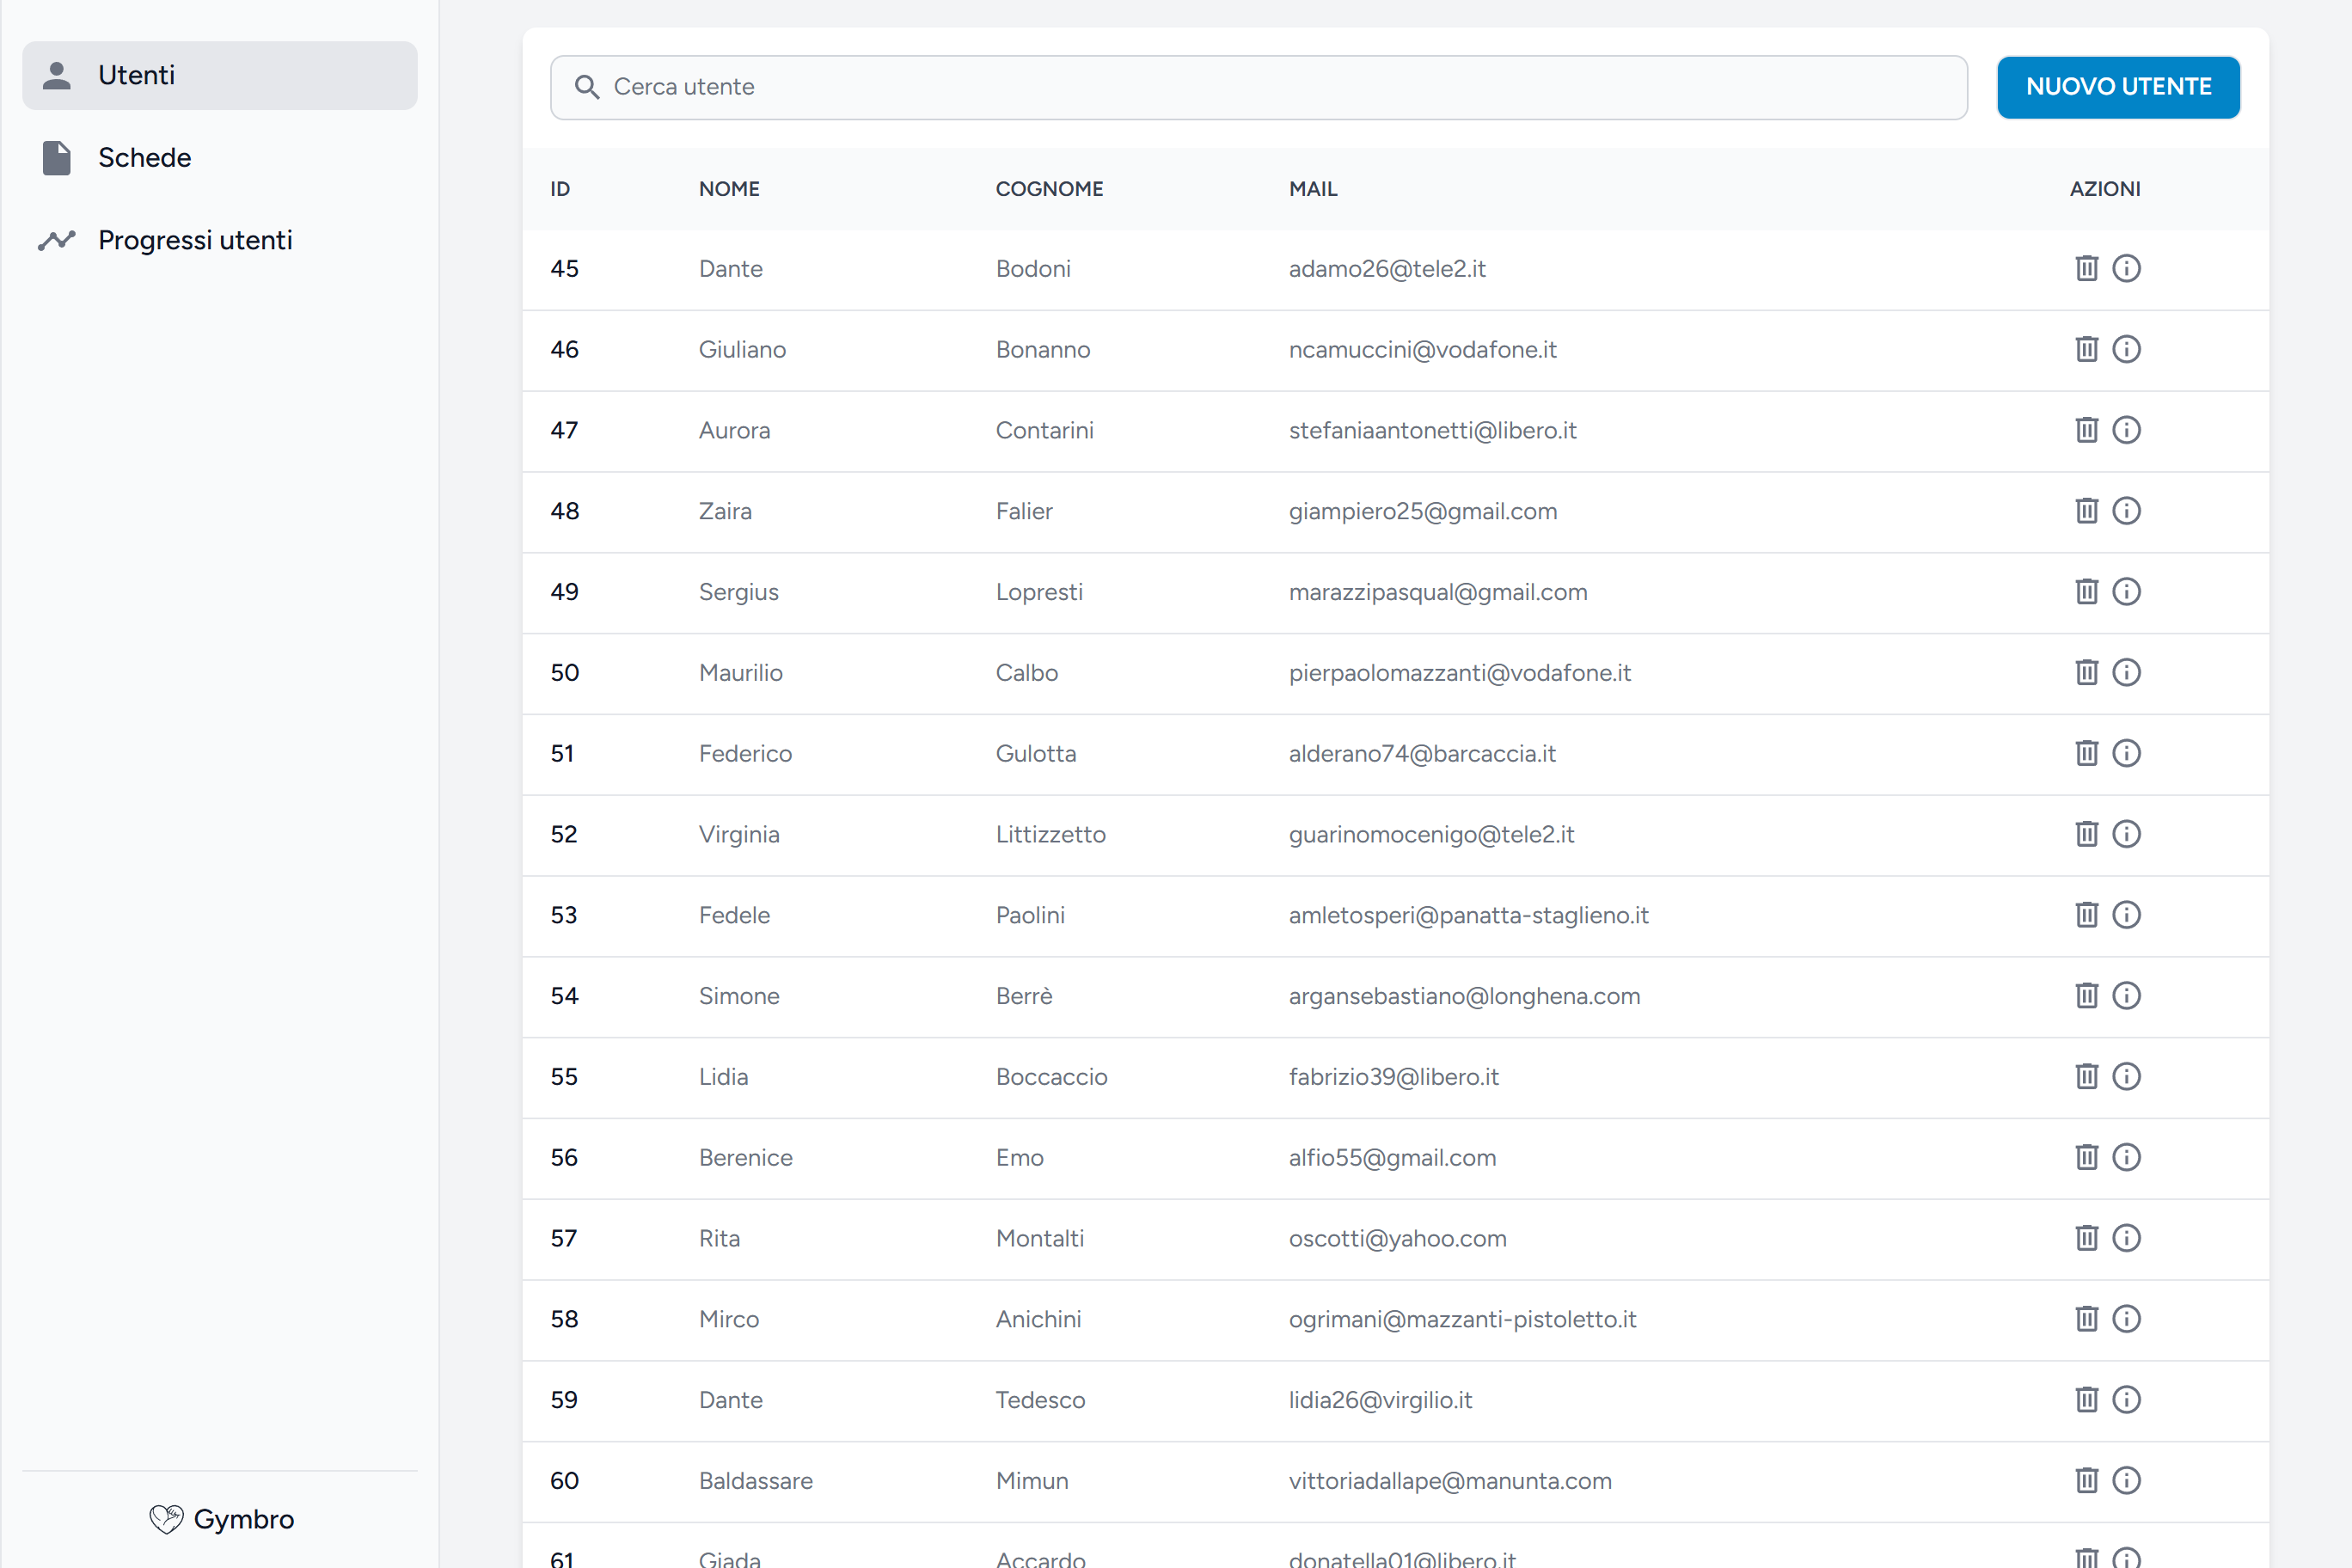 Utenti
Schede
Progressi utenti
Gymbro
Cerca utente
NUOVO UTENTE
ID NOME COGNOME MAIL AZIONI
45 Dante Bodoni adamo26@tele2.it
46 Giuliano Bonanno ncamuccini@vodafone.it
47 Aurora Contarini stefaniaantonetti@libero.it
48 Zaira Falier giampiero25@gmail.com
49 Sergius Lopresti marazzipasqual@gmail.com
50 Maurilio Calbo pierpaolomazzanti@vodafone.it
51 Federico Gulotta alderano74@barcaccia.it
52 Virginia Littizzetto guarinomocenigo@tele2.it
53 Fedele Paolini amletosperi@panatta-staglieno.it
54 Simone Berrè argansebastiano@longhena.com
55 Lidia Boccaccio fabrizio39@libero.it
56 Berenice Emo alfio55@gmail.com
57 Rita Montalti oscotti@yahoo.com
58 Mirco Anichini ogrimani@mazzanti-pistoletto.it
59 Dante Tedesco lidia26@virgilio.it
60 Baldassare Mimun vittoriadallape@manunta.com
61 Giada Accardo donatella01@libero.it